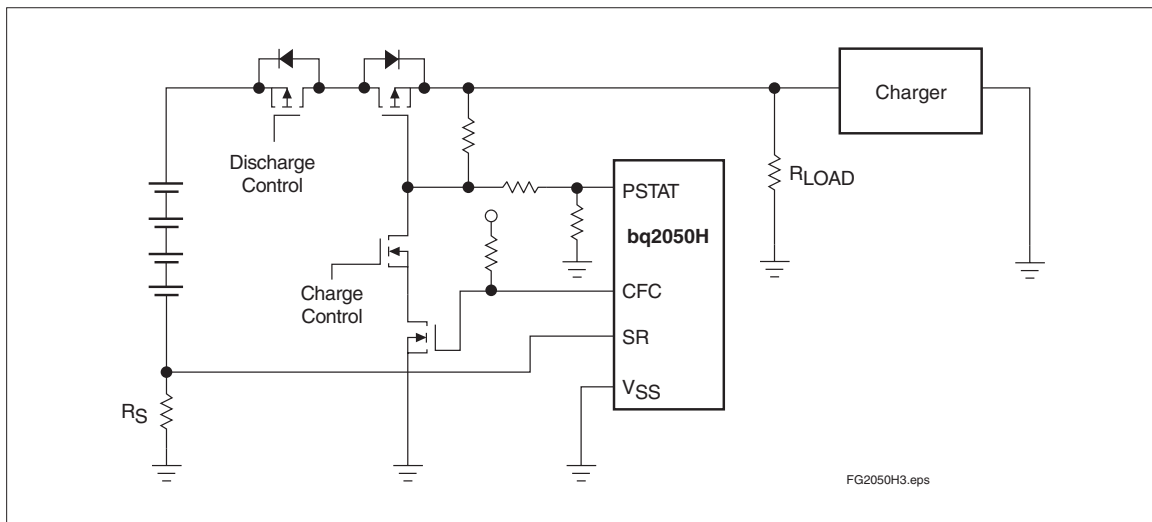 Charger
Discharge
Control
RLOAD
PSTAT
bq2050H
Charge
Control
CFC
SR
VSS
RS
FG2050H3.eps